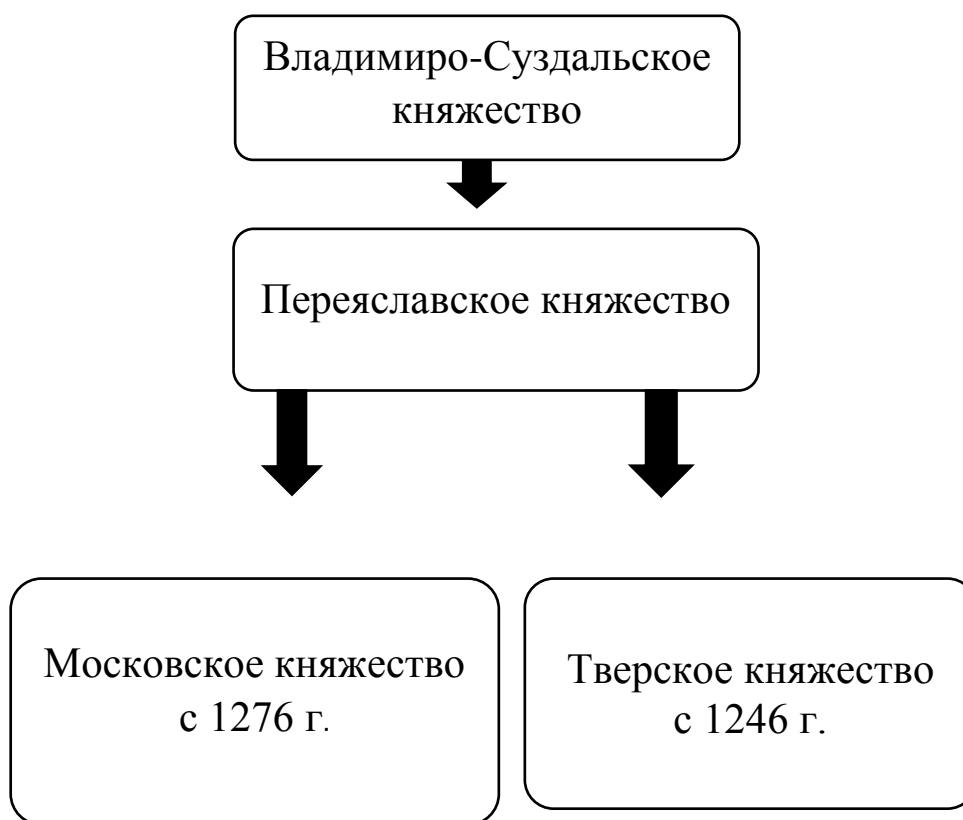 Владимиро-Суздальское
княжество
Переяславское княжество
Московское княжество
с 1276 г.
Тверское княжество
с 1246 г.